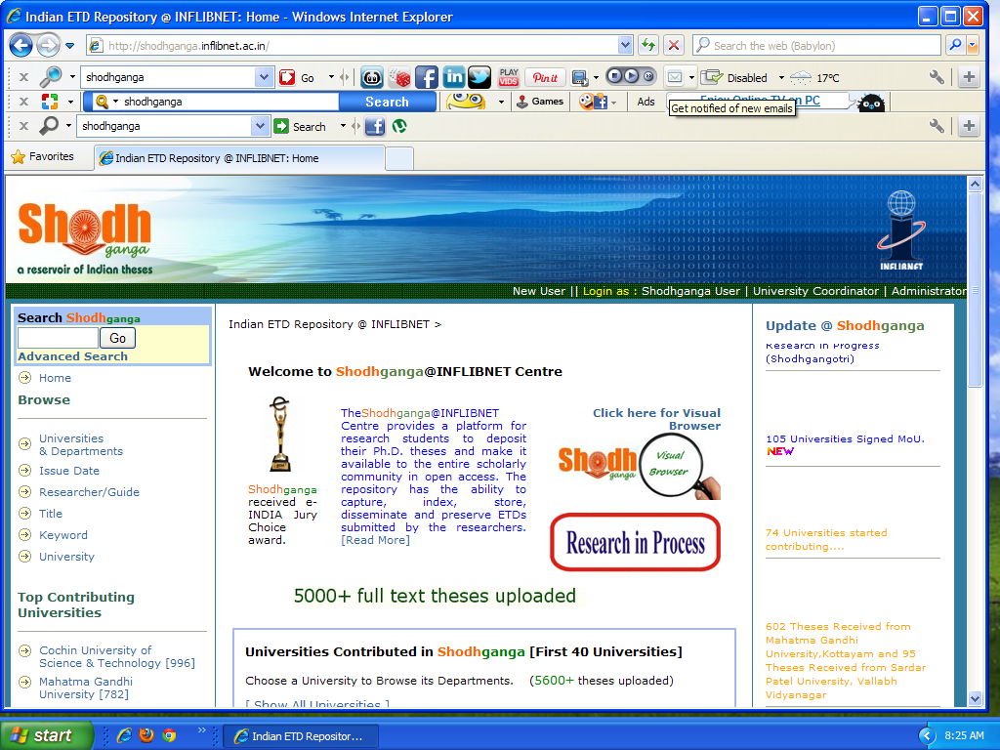 Indian ETD Repository @ INFLIBNET: Home - Windows Internet Explorer
http://shodhganga.inflibnet.ac.in/
Search the web (Babylon)
shodhganga
Go
PLAY VIDS
Pin it
Disabled
17°C
shodhganga
Search
Games
Ads
Get notified of new emails
shodhganga
Search
Favorites
Indian ETD Repository @ INFLIBNET: Home
Shodh
ganga
a reservoir of Indian theses
INFLIBNET
New User || Login as : Shodhganga User | University Coordinator | Administrator
Search Shodhganga
Go
Advanced Search
Home
Browse
Universities
& Departments
Issue Date
Researcher/Guide
Title
Keyword
University
Top Contributing
Universities
Cochin University of
Science & Technology [996]
Mahatma Gandhi
University [782]
Indian ETD Repository @ INFLIBNET >
Welcome to Shodhganga@INFLIBNET Centre
Shodhganga
received e-
INDIA Jury
Choice
award.
TheShodhganga@INFLIBNET
Centre provides a platform for
research students to deposit
their Ph.D. theses and make it
available to the entire scholarly
community in open access. The
repository has the ability to
capture, index, store,
disseminate and preserve ETDs
submitted by the researchers.
[Read More]
Click here for Visual
Browser
Shodh
ganga
Visual
Browser
Research in Process
5000+ full text theses uploaded
Universities Contributed in Shodhganga [First 40 Universities]
Choose a University to Browse its Departments. (5600+ theses uploaded)
[ Show All Universities ]
Update @ Shodhganga
Research in Progress
(Shodhgangotri)
105 Universities Signed MoU.
NEW
74 Universities started
contributing....
602 Theses Received from
Mahatma Gandhi
University,Kottayam and 95
Theses Received from Sardar
Patel University, Vallabh
Vidyanagar
start
Indian ETD Repositor...
8:25 AM